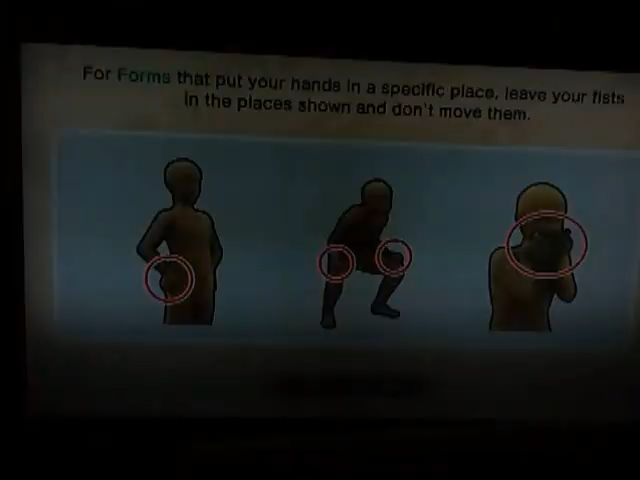 For Forms that put your hands in a specific place, leave your fists
in the places shown and don't move them.